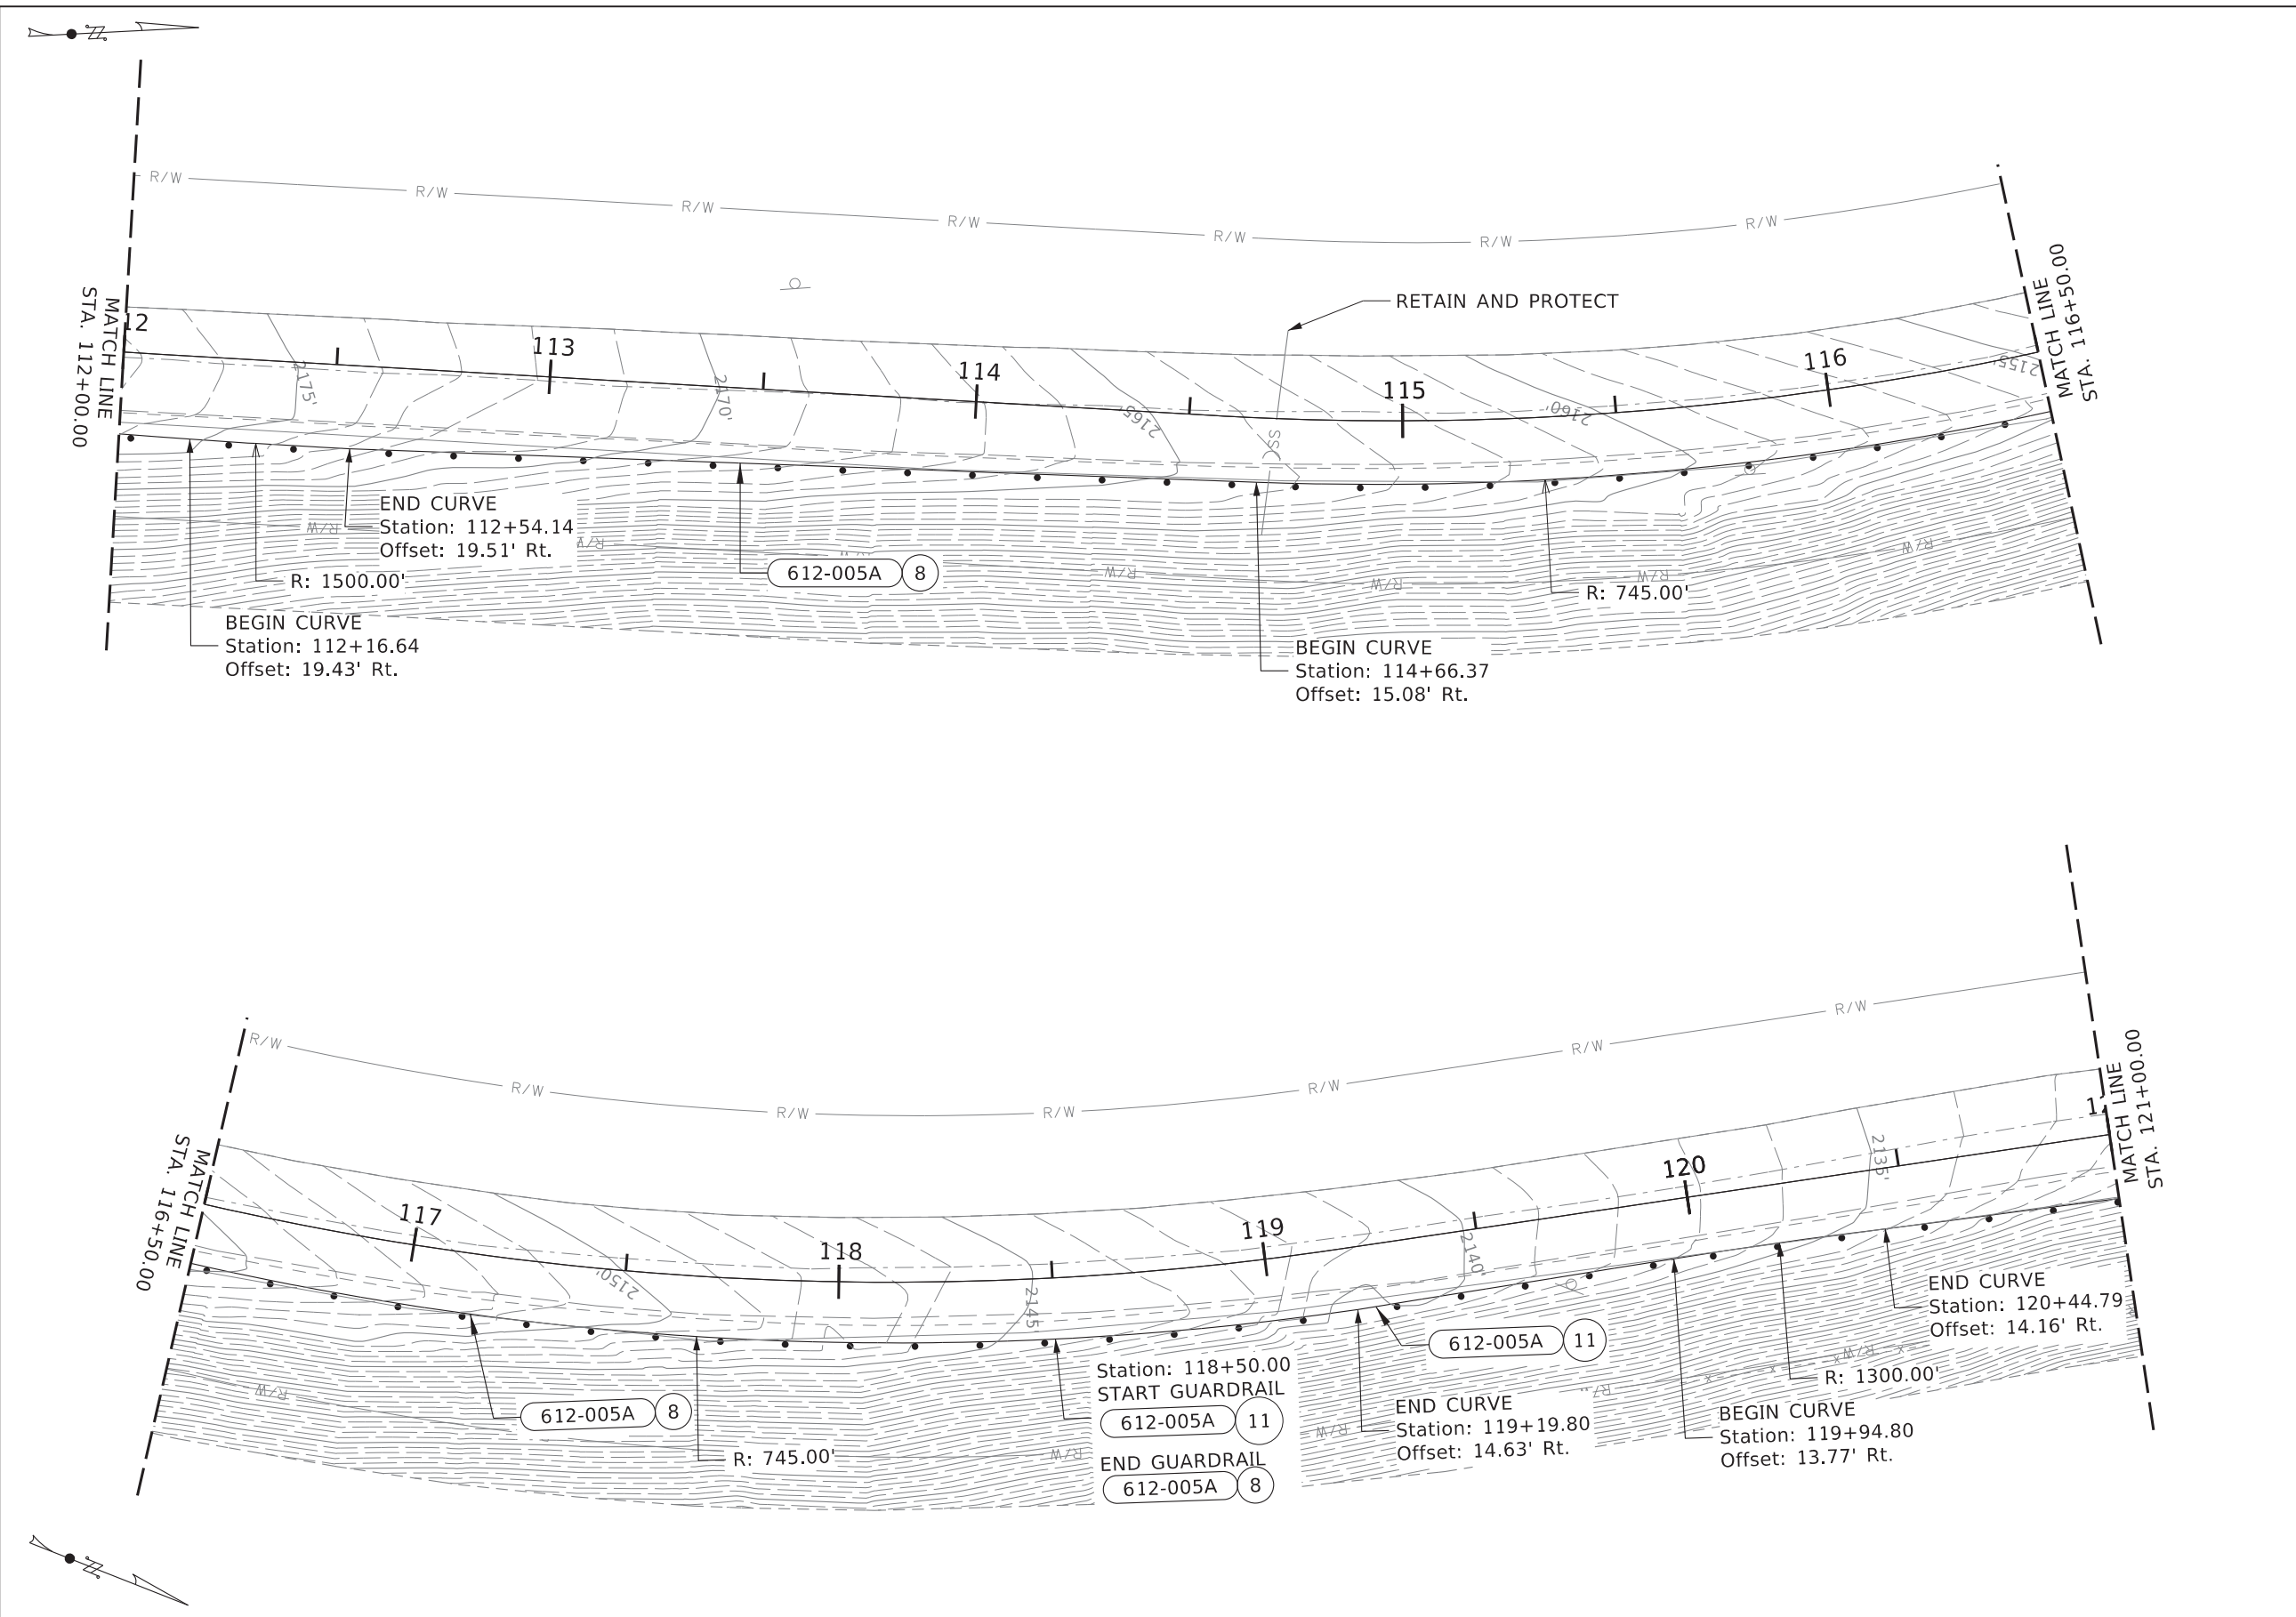 N
R/W
R/W
R/W
R/W
R/W
R/W
R/W
MATCH LINE
STA. 112+00.00
12
113
114
115
116
2175'
2170'
2165'
2160'
2155'
RETAIN AND PROTECT
SS
MATCH LINE
STA. 116+50.00
R/W
R/W
R/W
R/W
R/W
R/W
END CURVE
Station: 112+54.14
Offset: 19.51' Rt.
R: 1500.00'
612-005A 8
R: 745.00'
BEGIN CURVE
Station: 112+16.64
Offset: 19.43' Rt.
BEGIN CURVE
Station: 114+66.37
Offset: 15.08' Rt.
R/W
R/W
R/W
R/W
R/W
R/W
R/W
MATCH LINE
STA. 116+50.00
117
118
119
120
2150'
2145
2140'
2135'
MATCH LINE
STA. 121+00.00
R/W
R/W
R/W
R/W
612-005A 8
R: 745.00'
Station: 118+50.00
START GUARDRAIL
612-005A 11
END GUARDRAIL
612-005A 8
612-005A 11
END CURVE
Station: 119+19.80
Offset: 14.63' Rt.
BEGIN CURVE
Station: 119+94.80
Offset: 13.77' Rt.
R: 1300.00'
END CURVE
Station: 120+44.79
Offset: 14.16' Rt.
N